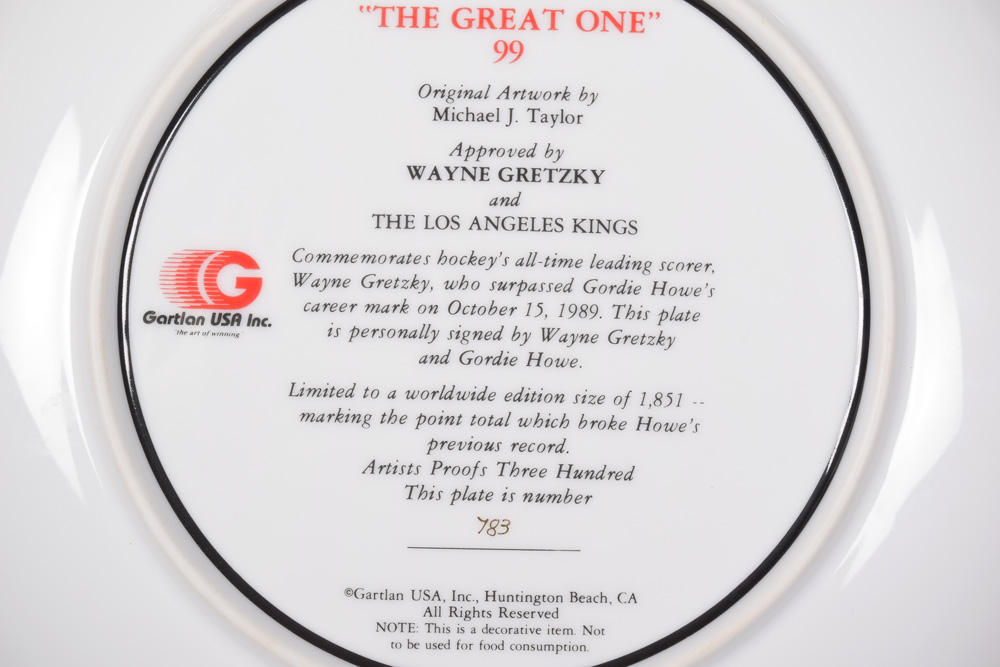 "THE GREAT ONE"
99
Original Artwork by
Michael J. Taylor
Approved by
WAYNE GRETZKY
and
THE LOS ANGELES KINGS
Commemorates hockey's all-time leading scorer,
Wayne Gretzky, who surpassed Gordie Howe's
career mark on October 15, 1989. This plate
is personally signed by Wayne Gretzky
and Gordie Howe.
G
Gartlan USA Inc.
"the art of winning"
Limited to a worldwide edition size of 1,851 --
marking the point total which broke Howe's
previous record.
Artists Proofs Three Hundred
This plate is number
783
©Gartlan USA, Inc., Huntington Beach, CA
All Rights Reserved
NOTE: This is a decorative item. Not
to be used for food consumption.